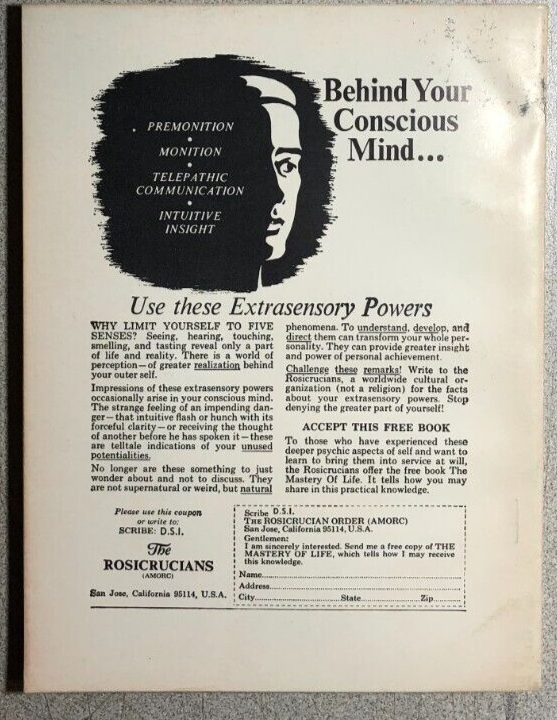 Behind Your
Conscious
Mind...
PREMONITION
•
MONITION
•
TELEPATHIC
COMMUNICATION
•
INTUITIVE
INSIGHT
Use these Extrasensory Powers
WHY LIMIT YOURSELF TO FIVE
SENSES? Seeing, hearing, touching,
smelling, and tasting reveal only a part
of life and reality. There is a world of
perception—of greater realization behind
your outer self.
Impressions of these extrasensory powers
occasionally arise in your conscious mind.
The strange feeling of an impending dan-
ger—that intuitive flash or hunch with its
forceful clarity—or receiving the thought
of another before he has spoken it—these
are telltale indications of your unused
potentialities.
No longer are these something to just
wonder about and not to discuss. They
are not supernatural or weird, but natural
phenomena. To understand, develop, and
direct them can transform your whole per-
sonality. They can provide greater insight
and power of personal achievement.
Challenge these remarks! Write to the
Rosicrucians, a worldwide cultural or-
ganization (not a religion) for the facts
about your extrasensory powers. Stop
denying the greater part of yourself!
ACCEPT THIS FREE BOOK
To those who have experienced these
deeper psychic aspects of self and want to
learn to bring them into service at will,
the Rosicrucians offer the free book The
Mastery Of Life. It tells how you may
share in this practical knowledge.
Please use this coupon
or write to:
SCRIBE: D.S.I.
The
ROSICRUCIANS
(AMORC)
San Jose, California 95114, U.S.A.
Scribe D.S.I.
THE ROSICRUCIAN ORDER (AMORC)
San Jose, California 95114, U.S.A.
Gentlemen:
I am sincerely interested. Send me a free copy of THE
MASTERY OF LIFE, which tells how I may receive
this knowledge.
Name
Address
City State Zip